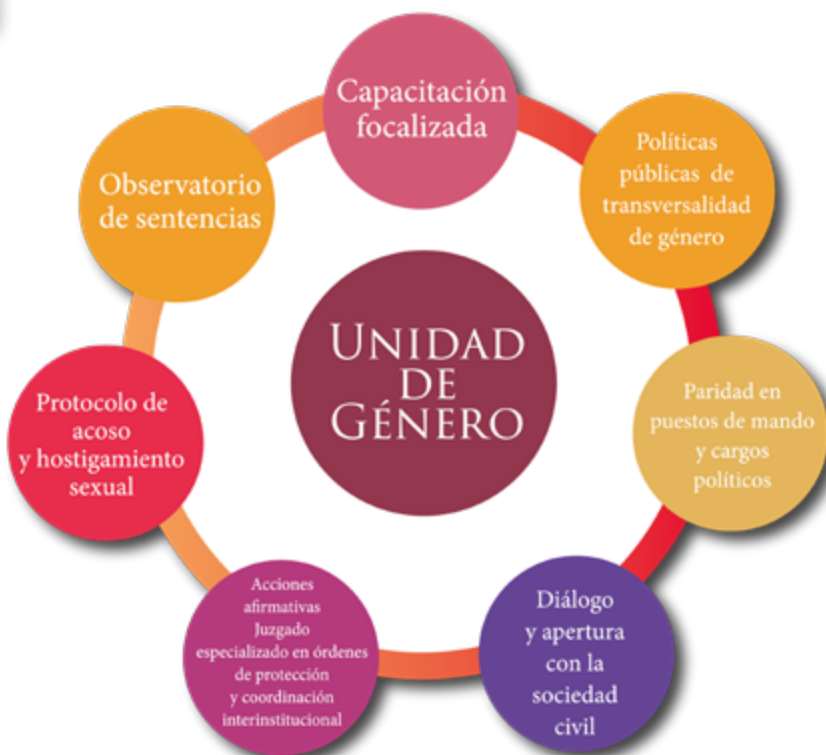 Capacitación
focalizada
Políticas
públicas de
transversalidad
de género
Paridad en
puestos de mando
y cargos
políticos
Diálogo
y apertura
con la
sociedad
civil
Acciones
afirmativas
Juzgado
especializado en órdenes
de protección
y coordinación
interinstitucional
Protocolo de
acoso
y hostigamiento
sexual
Observatorio
de sentencias
UNIDAD
DE
GÉNERO